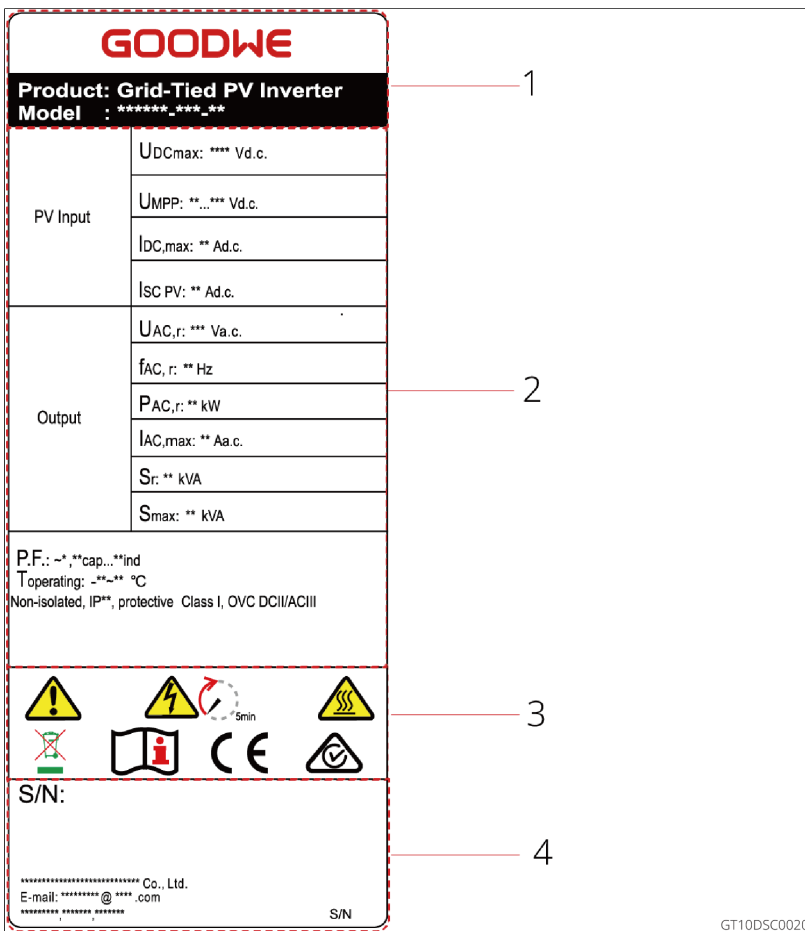 GOODWE
Product: Grid-Tied PV Inverter
Model : ******-***-**
1
PV Input
UDCmax: **** Vd.c.
UMPP: **...*** Vd.c.
IDC,max: ** Ad.c.
ISC PV: ** Ad.c.
Output
UAC,r: *** Va.c.
fAC, r: ** Hz
PAC,r: ** kW
IAC,max: ** Aa.c.
Sr: ** kVA
Smax: ** kVA
2
P.F.: ~*,**cap...**ind
Toperating: -**~** °C
Non-isolated, IP**, protective Class I, OVC DCII/ACIII
5min
i
CE
3
S/N:
**************************** Co., Ltd.
E-mail: *********@ **** .com
*********,*******,*******
S/N
4
GT10DSC0020